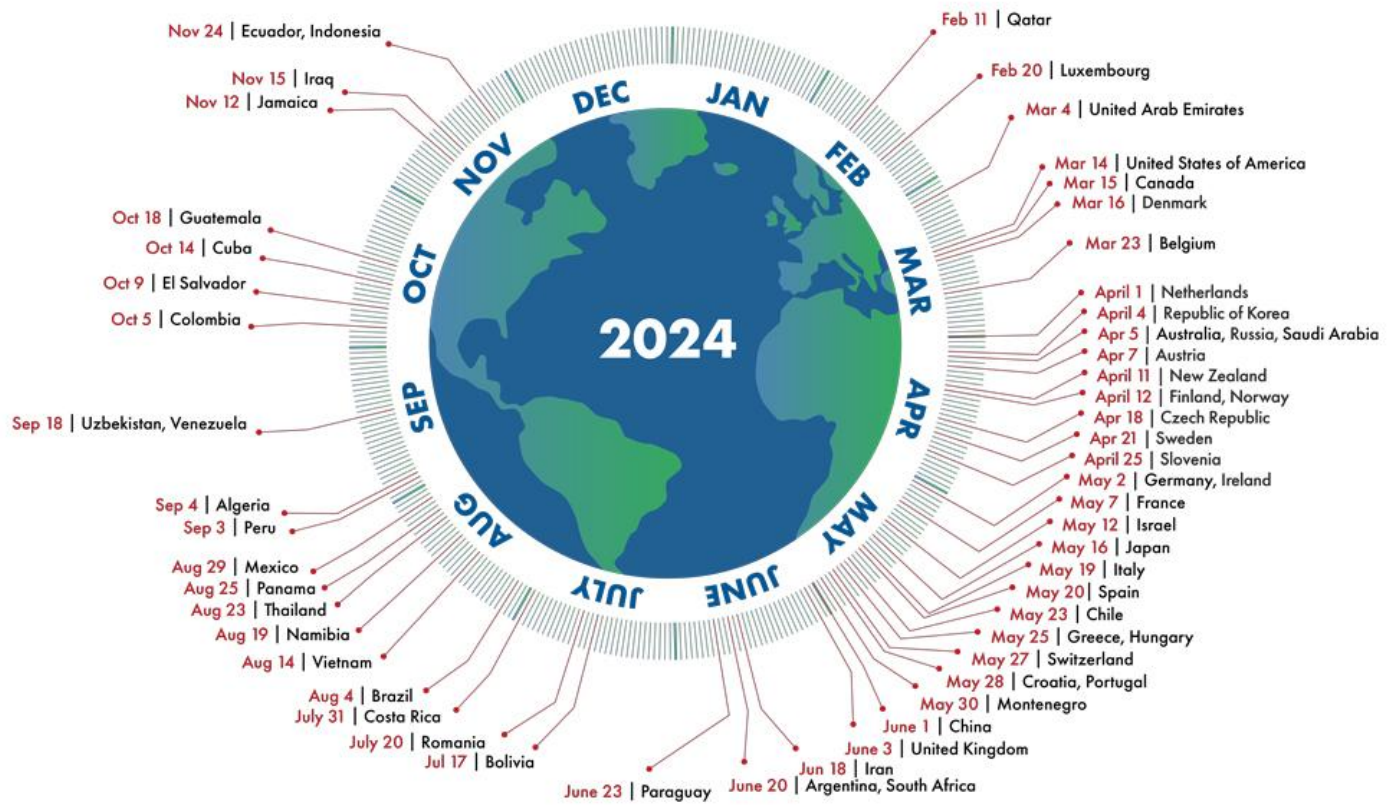 Feb 11 | Qatar
Feb 20 | Luxembourg
Mar 4 | United Arab Emirates
Mar 14 | United States of America
Mar 15 | Canada
Mar 16 | Denmark
Mar 23 | Belgium
April 1 | Netherlands
April 4 | Republic of Korea
Apr 5 | Australia, Russia, Saudi Arabia
Apr 7 | Austria
April 11 | New Zealand
April 12 | Finland, Norway
Apr 18 | Czech Republic
Apr 21 | Sweden
April 25 | Slovenia
May 2 | Germany, Ireland
May 7 | France
May 12 | Israel
May 16 | Japan
May 19 | Italy
May 20| Spain
May 23 | Chile
May 25 | Greece, Hungary
May 27 | Switzerland
May 28 | Croatia, Portugal
May 30 | Montenegro
June 1 | China
June 3 | United Kingdom
Jun 18 | Iran
June 20 | Argentina, South Africa
June 23 | Paraguay
Jul 17 | Bolivia
July 20 | Romania
July 31 | Costa Rica
Aug 4 | Brazil
Aug 14 | Vietnam
Aug 19 | Namibia
Aug 23 | Thailand
Aug 25 | Panama
Aug 29 | Mexico
Sep 3 | Peru
Sep 4 | Algeria
Sep 18 | Uzbekistan, Venezuela
Oct 5 | Colombia
Oct 9 | El Salvador
Oct 14 | Cuba
Oct 18 | Guatemala
Nov 12 | Jamaica
Nov 15 | Iraq
Nov 24 | Ecuador, Indonesia
JAN
FEB
MAR
APR
MAY
JUNE
JULY
AUG
SEP
OCT
NOV
DEC
2024